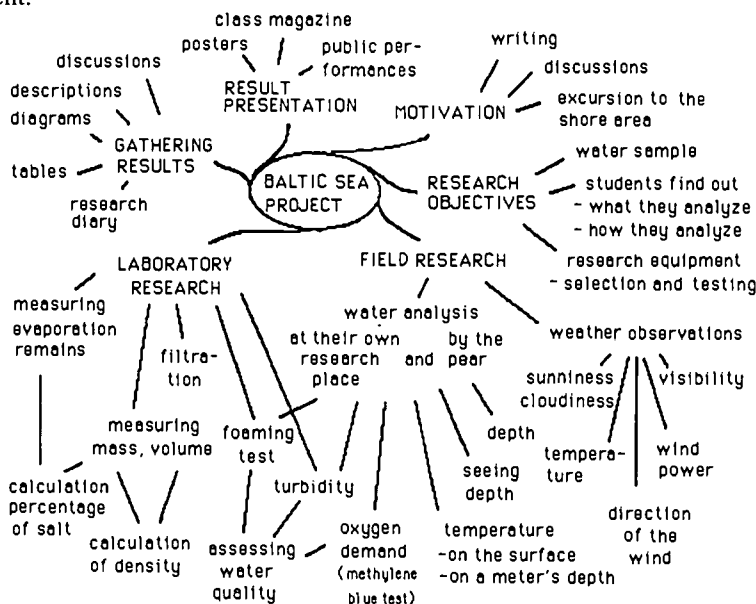 ent.
class magazine
posters
public per-
formances
RESULT
PRESENTATION
writing
discussions
excursion to the
shore area
MOTIVATION
discussions
descriptions
diagrams
tables
research
diary
GATHERING
RESULTS
BALTIC SEA
PROJECT
RESEARCH
OBJECTIVES
water sample
students find out
- what they analyze
- how they analyze
research equipment
- selection and testing
LABORATORY
RESEARCH
FIELD RESEARCH
measuring
evaporation
remains
filtra-
tion
measuring
mass, volume
foaming
test
turbidity
calculation
percentage
of salt
calculation
of density
assessing
water
quality
water analysis
at their own
research
place
and
by the
pear
depth
seeing
depth
oxygen
demand
(methylene
blue test)
temperature
-on the surface
-on a meter's depth
weather observations
sunniness
cloudiness
visibility
tempera-
ture
wind
power
direction
of the
wind